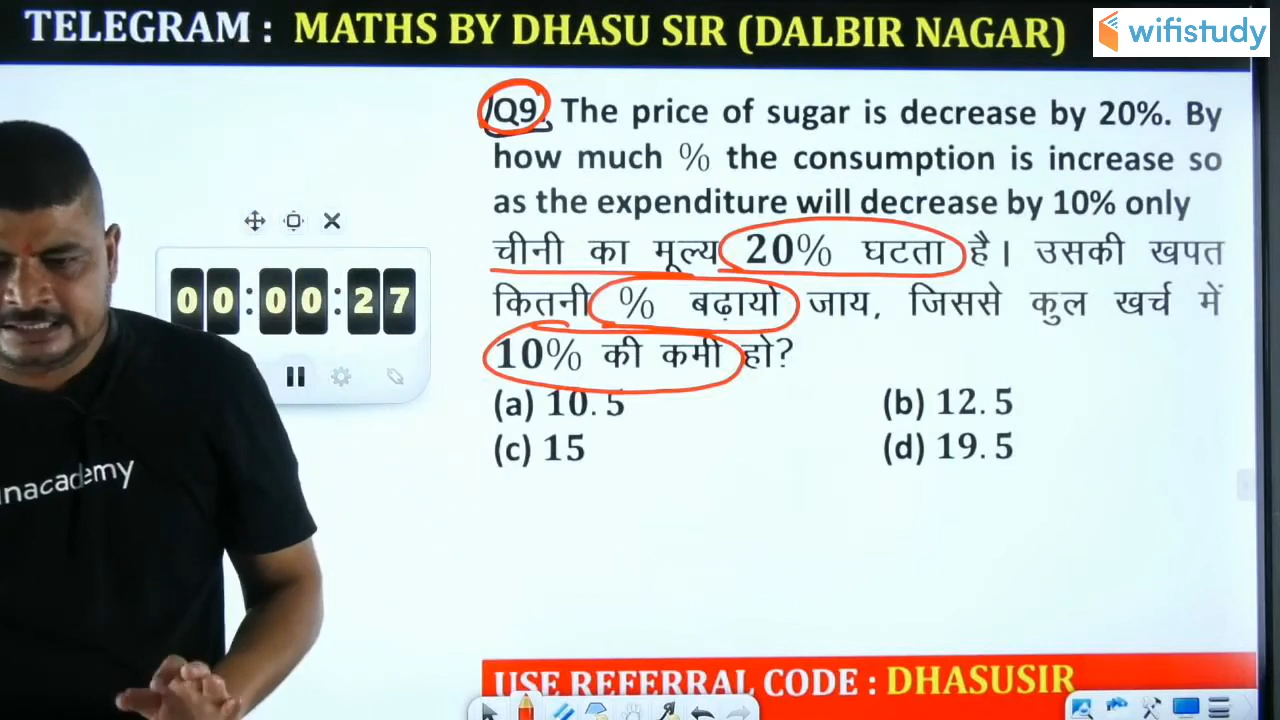 TELEGRAM : MATHS BY DHASU SIR (DALBIR NAGAR)
wifistudy
Q9. The price of sugar is decrease by 20%. By
how much % the consumption is increase so
as the expenditure will decrease by 10% only
चीनी का मूल्य 20% घटता है। उसकी खपत
कितनी % बढ़ायी जाय, जिससे कुल खर्च में
10% की कमी हो?
(a) 10. 5 (b) 12. 5
(c) 15 (d) 19. 5
00:00:27
unacademy
USE REFERRAL CODE : DHASUSIR